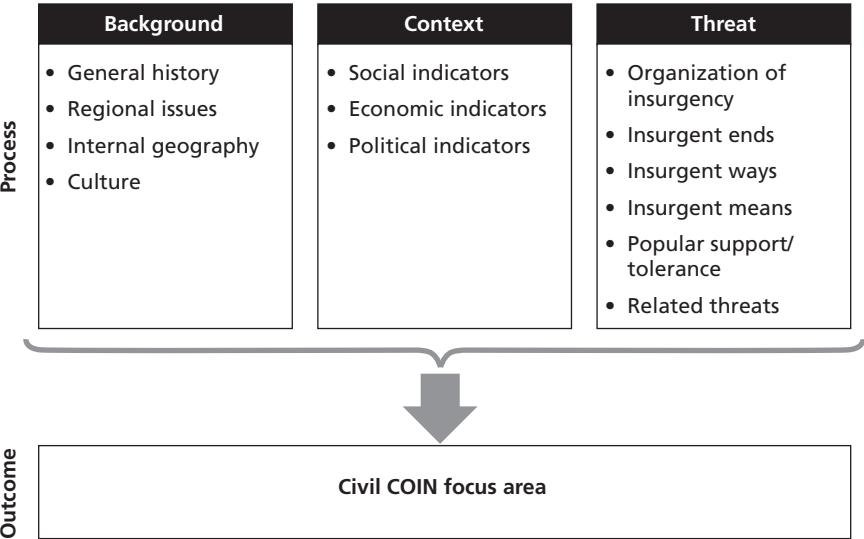 Process
Background
• General history
• Regional issues
• Internal geography
• Culture
Context
• Social indicators
• Economic indicators
• Political indicators
Threat
• Organization of
insurgency
• Insurgent ends
• Insurgent ways
• Insurgent means
• Popular support/
tolerance
• Related threats
Outcome
Civil COIN focus area